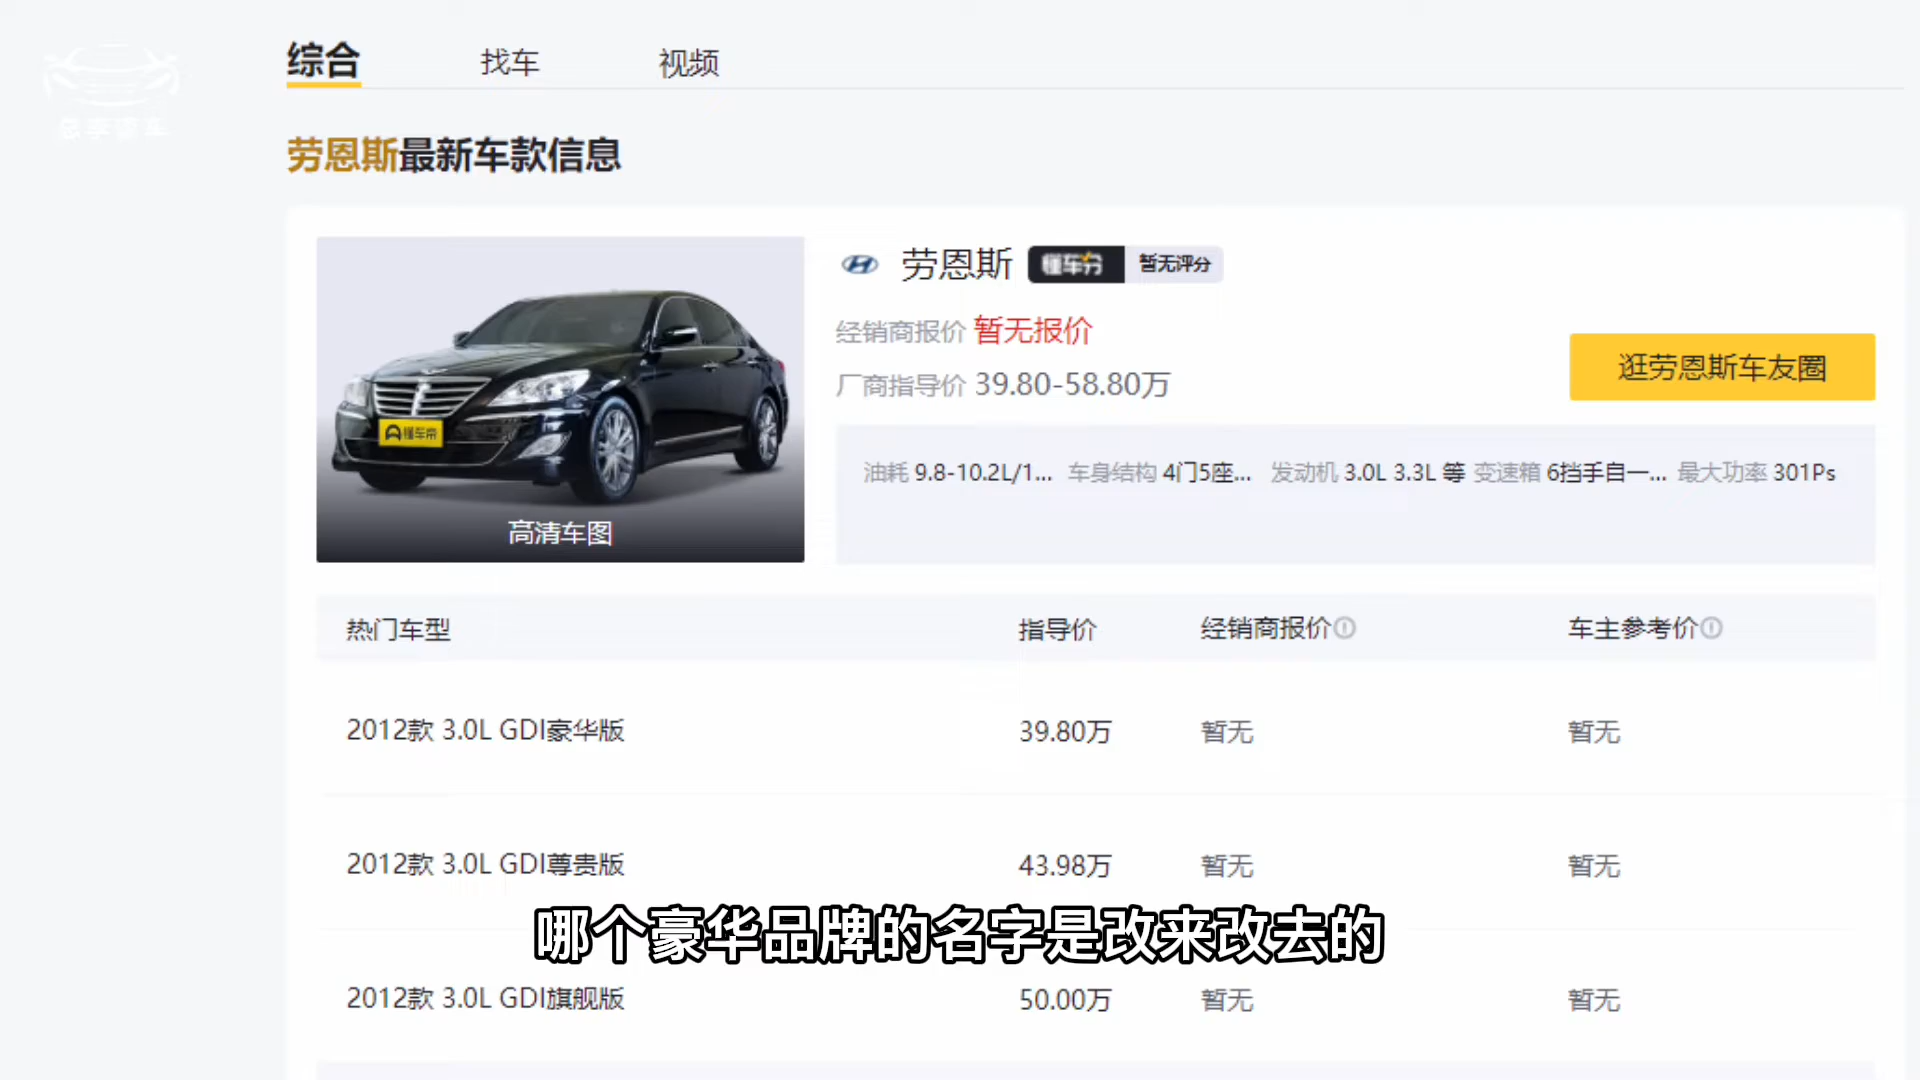 综合 找车 视频
劳恩斯最新车款信息
劳恩斯 懂车分 暂无评分
经销商报价 暂无报价
厂商指导价 39.80-58.80万
逛劳恩斯车友圈
懂车帝
高清车图
油耗 9.8-10.2L/1... 车身结构 4门5座... 发动机 3.0L 3.3L 等 变速箱 6挡手自一... 最大功率 301Ps
热门车型 指导价 经销商报价 车主参考价
2012款 3.0L GDI豪华版 39.80万 暂无 暂无
2012款 3.0L GDI尊贵版 43.98万 暂无 暂无
哪个豪华品牌的名字是改来改去的
2012款 3.0L GDI旗舰版 50.00万 暂无 暂无